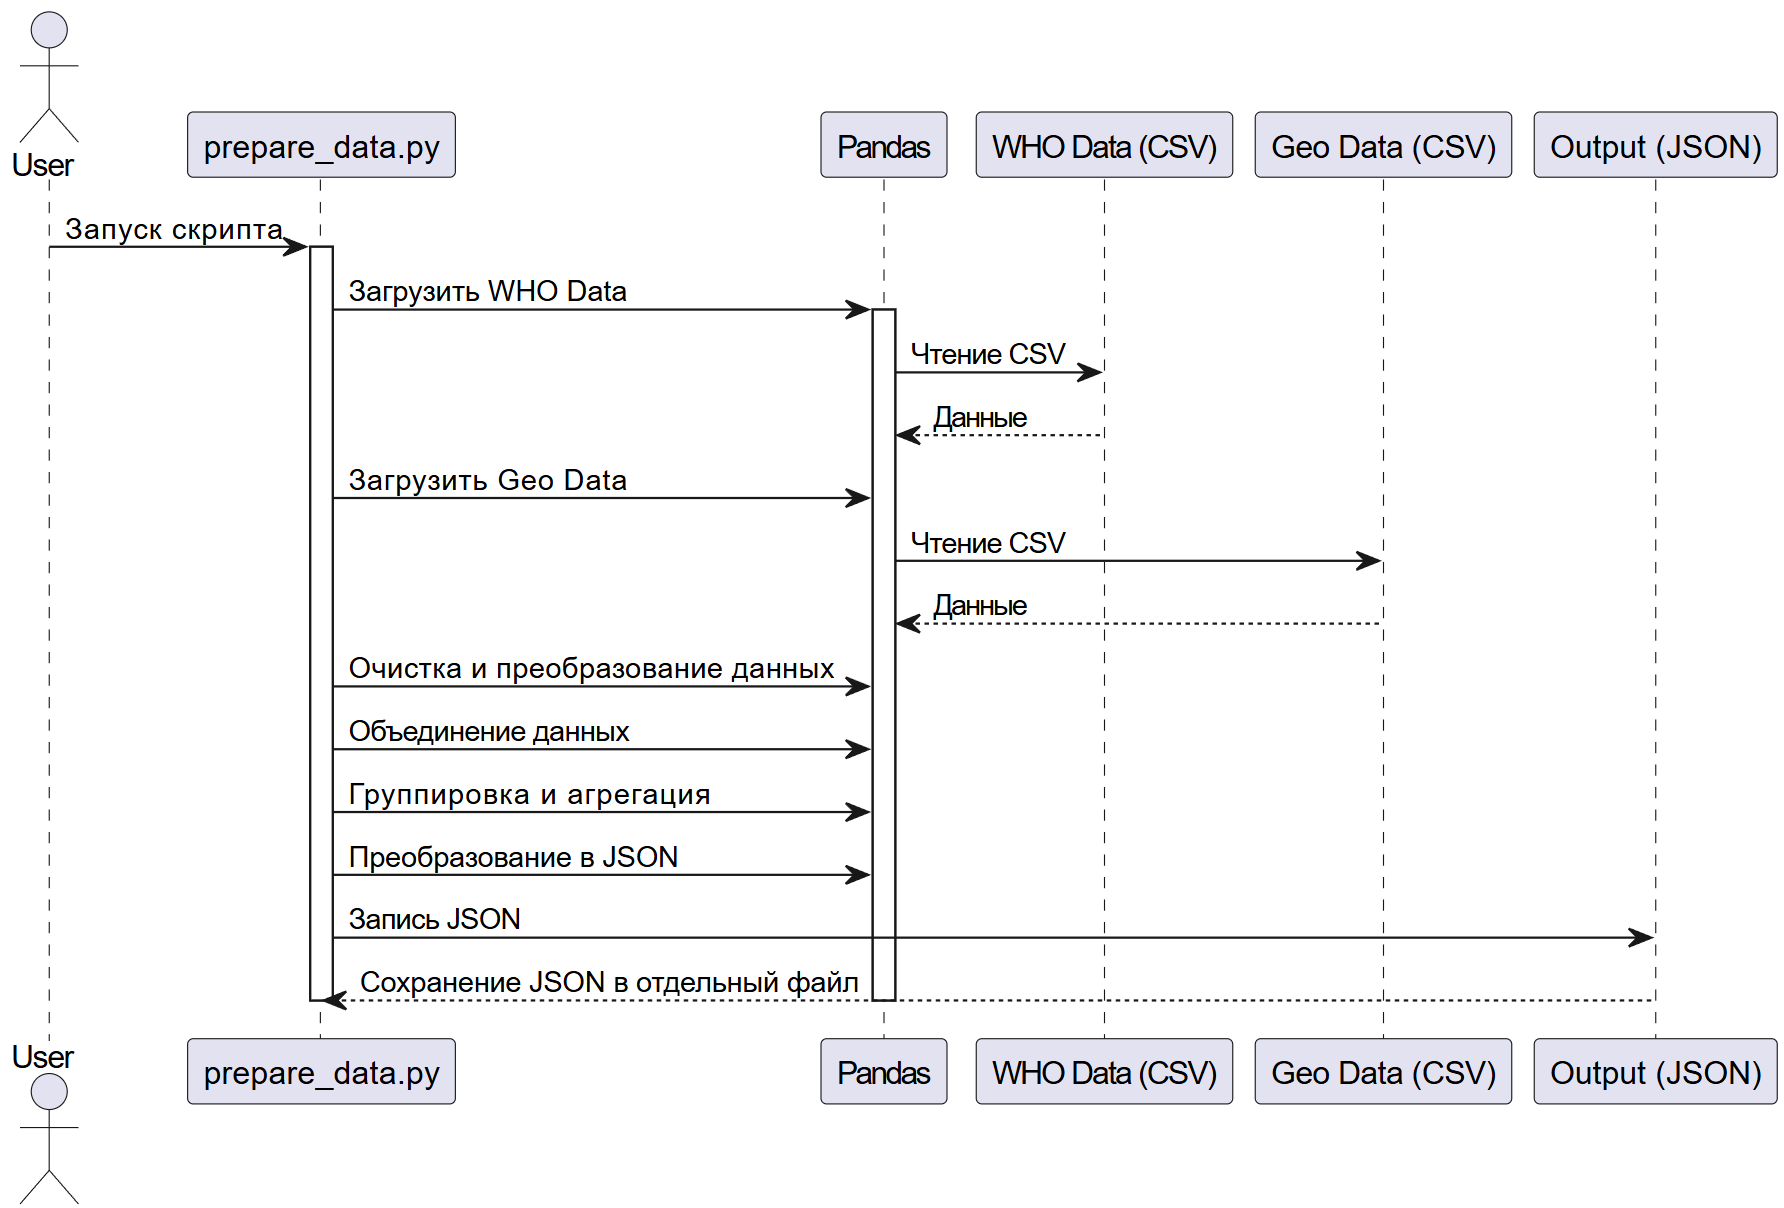 User
prepare_data.py
Pandas
WHO Data (CSV)
Geo Data (CSV)
Output (JSON)
Запуск скрипта
Загрузить WHO Data
Чтение CSV
Данные
Загрузить Geo Data
Чтение CSV
Данные
Очистка и преобразование данных
Объединение данных
Группировка и агрегация
Преобразование в JSON
Запись JSON
Сохранение JSON в отдельный файл
User
prepare_data.py
Pandas
WHO Data (CSV)
Geo Data (CSV)
Output (JSON)